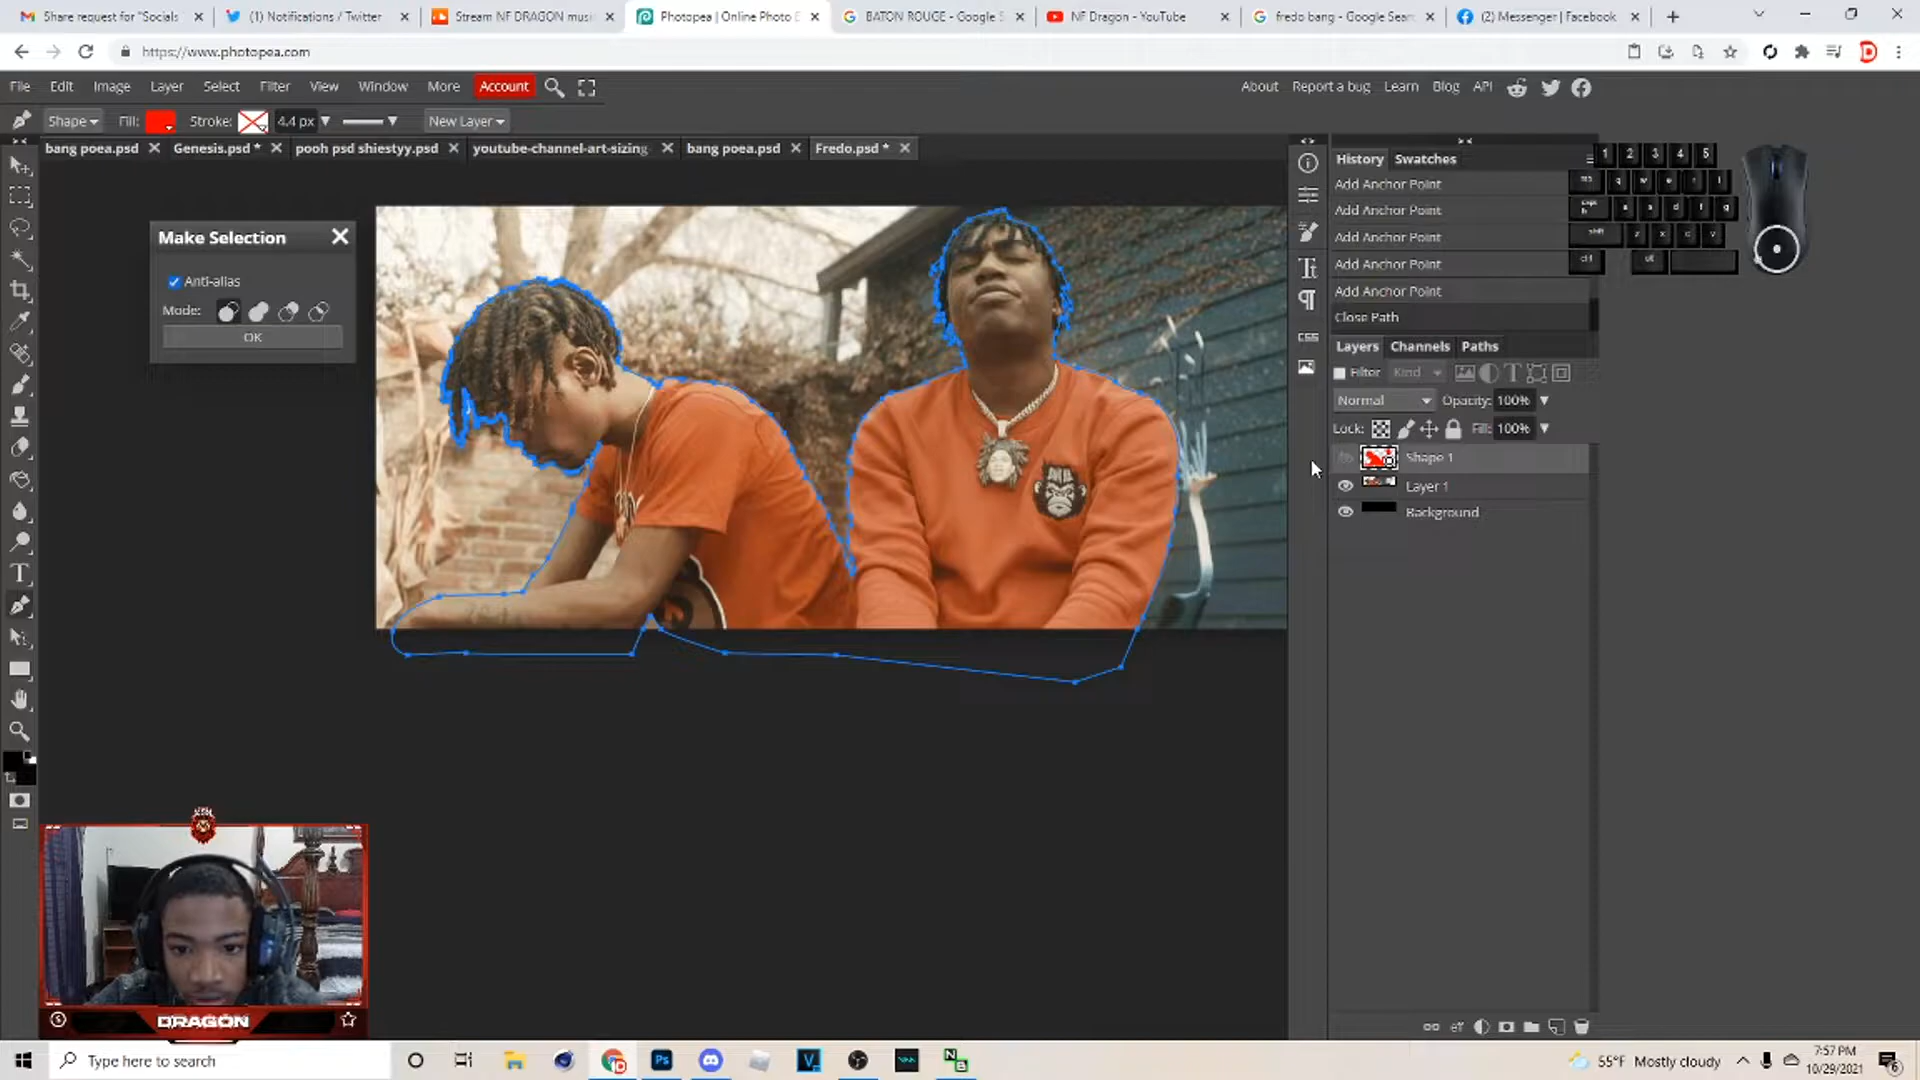 Share request for "Socials
(1) Notifications / Twitter
Stream NF DRAGON musi
Photopea | Online Photo E
BATON ROUGE - Google S
NF Dragon - YouTube
fredo bang - Google Sear
(2) Messenger | Facebook
https://www.photopea.com
File Edit Image Layer Select Filter View Window More Account
About Report a bug Learn Blog API
Shape Fill: Stroke: 4.4 px New Layer
bang poea.psd Genesis.psd * pooh psd shiestyy.psd youtube-channel-art-sizing bang poea.psd Fredo.psd *
History Swatches
Add Anchor Point
Add Anchor Point
Add Anchor Point
Add Anchor Point
Add Anchor Point
Close Path
1 2 3 4 5
q w e r t
a s d f g
z x c v
Make Selection
Anti-alias
Mode:
OK
CSS
Layers Channels Paths
Filter Kind
Normal Opacity: 100%
Lock: Fill: 100%
Shape 1
Layer 1
Background
DRAGON
Type here to search
55°F Mostly cloudy
7:57 PM
10/29/2021